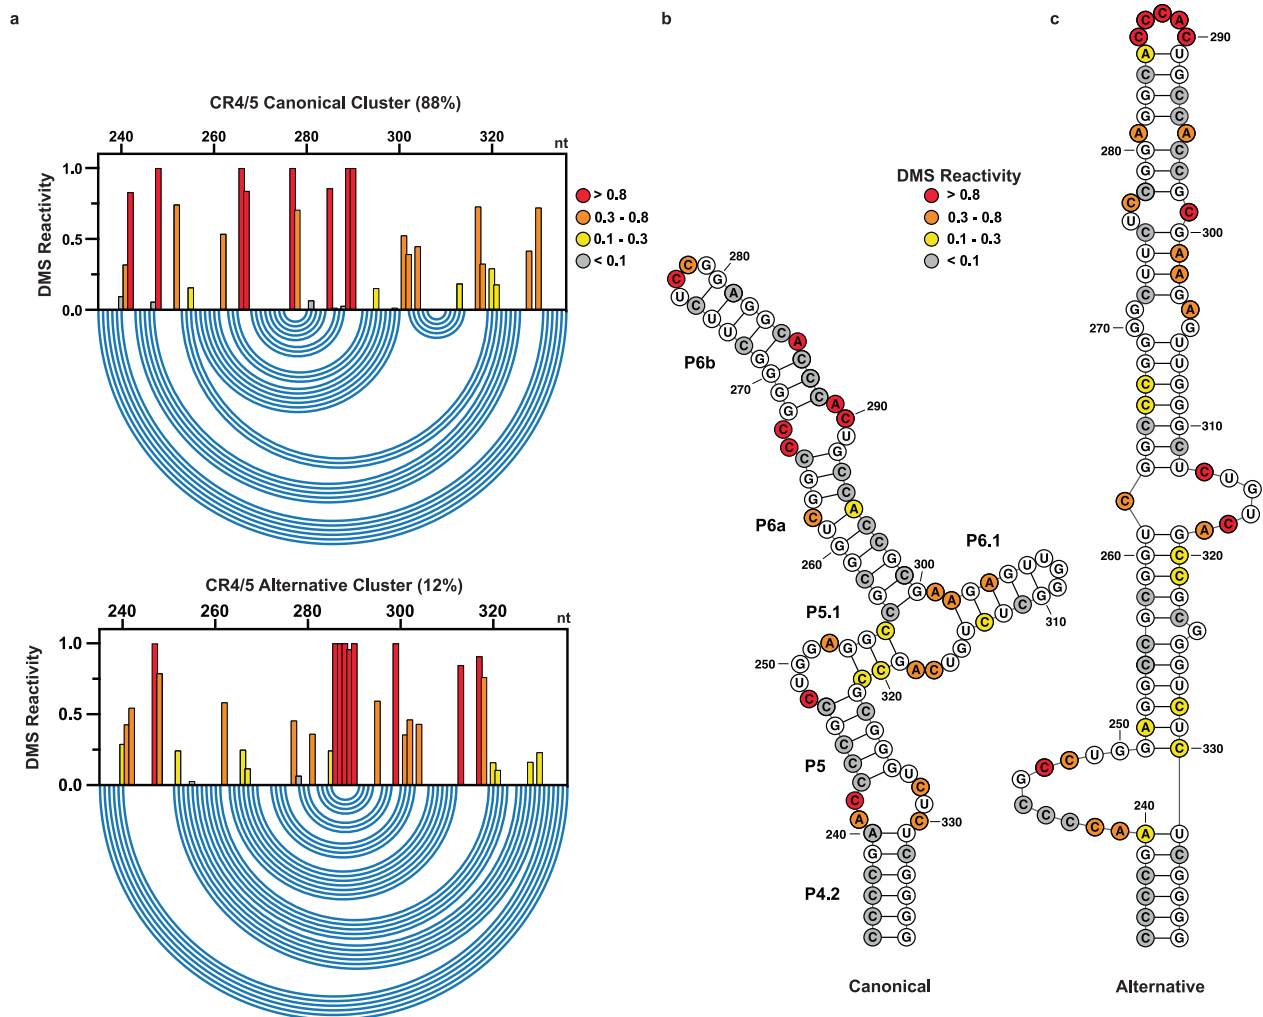 a
b
c
CR4/5 Canonical Cluster (88%)
240 260 280 300 320 nt
DMS Reactivity
1.0
0.5
0.0
> 0.8
0.3 - 0.8
0.1 - 0.3
< 0.1
CR4/5 Alternative Cluster (12%)
240 260 280 300 320 nt
DMS Reactivity
1.0
0.5
0.0
DMS Reactivity
> 0.8
0.3 - 0.8
0.1 - 0.3
< 0.1
280
P6b
270
290
P6a
260
300
P6.1
310
P5.1
250
320
P5
330
240
P4.2
Canonical
290
280
300
270
310
260
320
250
330
240
Alternative